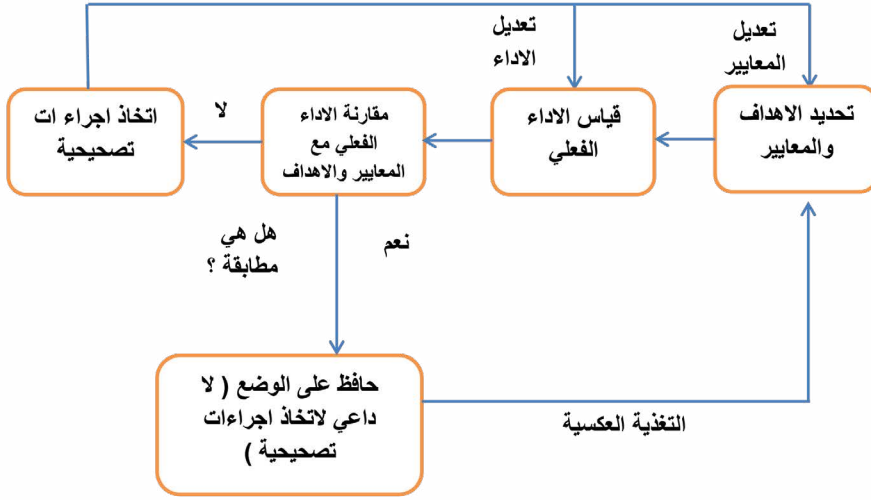 تعديل
المعايير
تعديل
الاداء
تحديد الاهداف
والمعايير
قياس الاداء
الفعلي
مقارنة الاداء
الفعلي مع
المعايير والاهداف
لا
اتخاذ اجراء ات
تصحيحية
نعم
هل هي
مطابقة ؟
حافظ على الوضع ( لا
داعي لاتخاذ اجراءات
تصحيحية )
التغذية العكسية